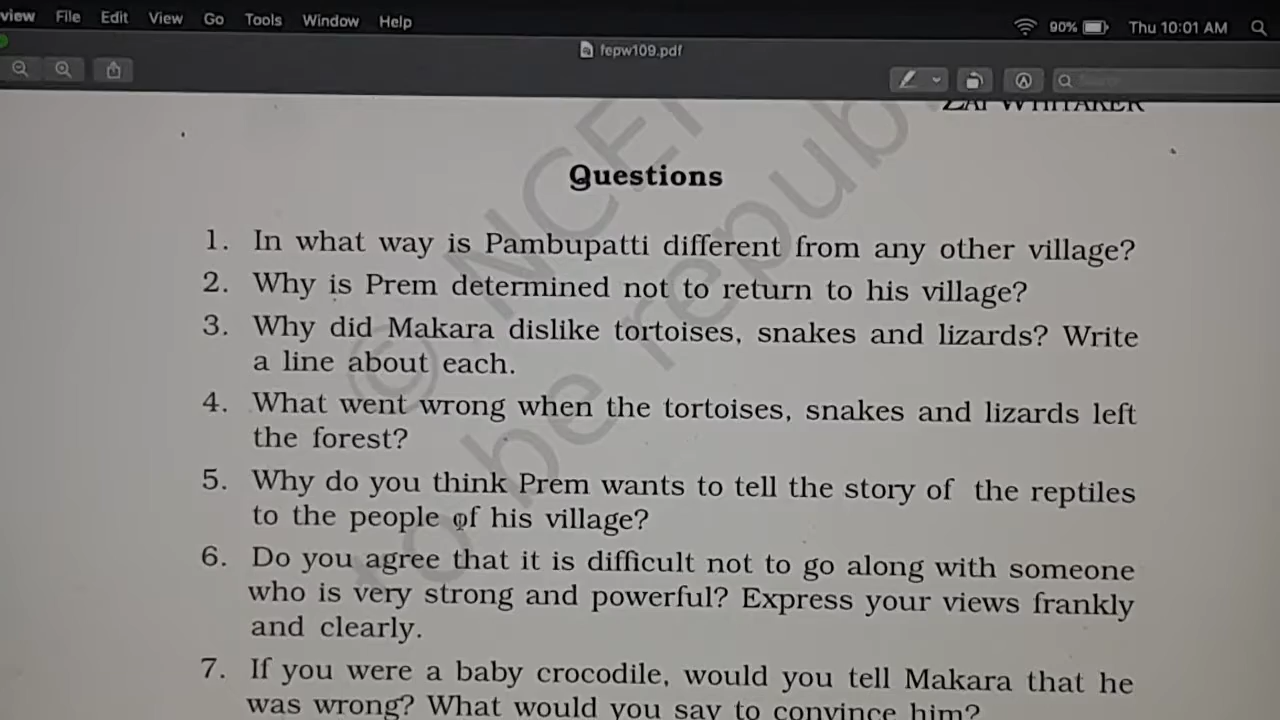 view File Edit View Go Tools Window Help
90% Thu 10:01 AM
fepw109.pdf
ZAI WHITAKER
Questions
1. In what way is Pambupatti different from any other village?
2. Why is Prem determined not to return to his village?
3. Why did Makara dislike tortoises, snakes and lizards? Write
a line about each.
4. What went wrong when the tortoises, snakes and lizards left
the forest?
5. Why do you think Prem wants to tell the story of the reptiles
to the people of his village?
6. Do you agree that it is difficult not to go along with someone
who is very strong and powerful? Express your views frankly
and clearly.
7. If you were a baby crocodile, would you tell Makara that he
was wrong? What would you say to convince him?
© NCE
to be republ